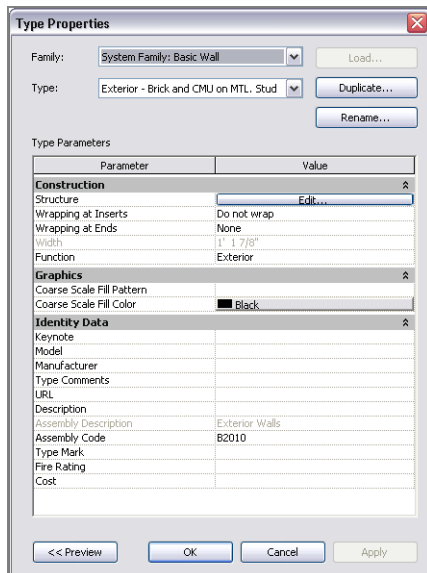 Type Properties
Family: System Family: Basic Wall Load...
Type: Exterior - Brick and CMU on MTL. Stud Duplicate...
Rename...
Type Parameters
Parameter Value
Construction
Structure Edit...
Wrapping at Inserts Do not wrap
Wrapping at Ends None
Width 1' 1 7/8"
Function Exterior
Graphics
Coarse Scale Fill Pattern
Coarse Scale Fill Color Black
Identity Data
Keynote
Model
Manufacturer
Type Comments
URL
Description
Assembly Description Exterior Walls
Assembly Code B2010
Type Mark
Fire Rating
Cost
<< Preview OK Cancel Apply